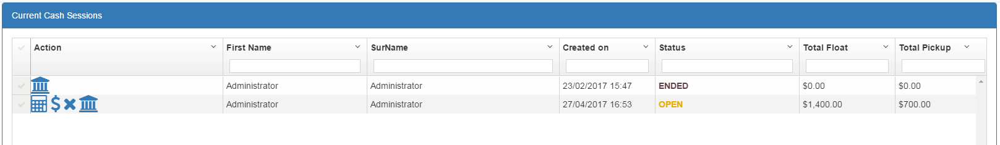 Current Cash Sessions
Action First Name SurName Created on Status Total Float Total Pickup
Administrator Administrator 23/02/2017 15:47 ENDED $0.00 $0.00
Administrator Administrator 27/04/2017 16:53 OPEN $1,400.00 $700.00